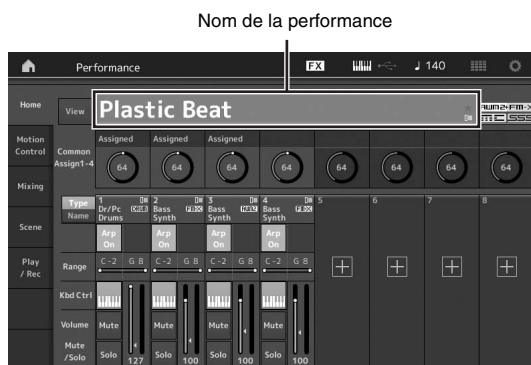 Nom de la performance
Performance FX 140
Home View Plastic Beat
Motion Control
Common Assign1-4
Assigned Assigned Assigned
64 64 64 64 64 64 64 64
Mixing
Type 1 2 3 4 5 6 7 8
Name Dr/Pc Drums Bass Synth Bass Synth Bass Synth
Scene
Arp On Arp On Arp On Arp On
Play / Rec
Range C -2 G 8 C -2 G 8 C -2 G 8 C -2 G 8
Kbd Ctrl
Volume Mute Mute Mute Mute
Mute /Solo Solo 127 Solo 100 Solo 100 Solo 100